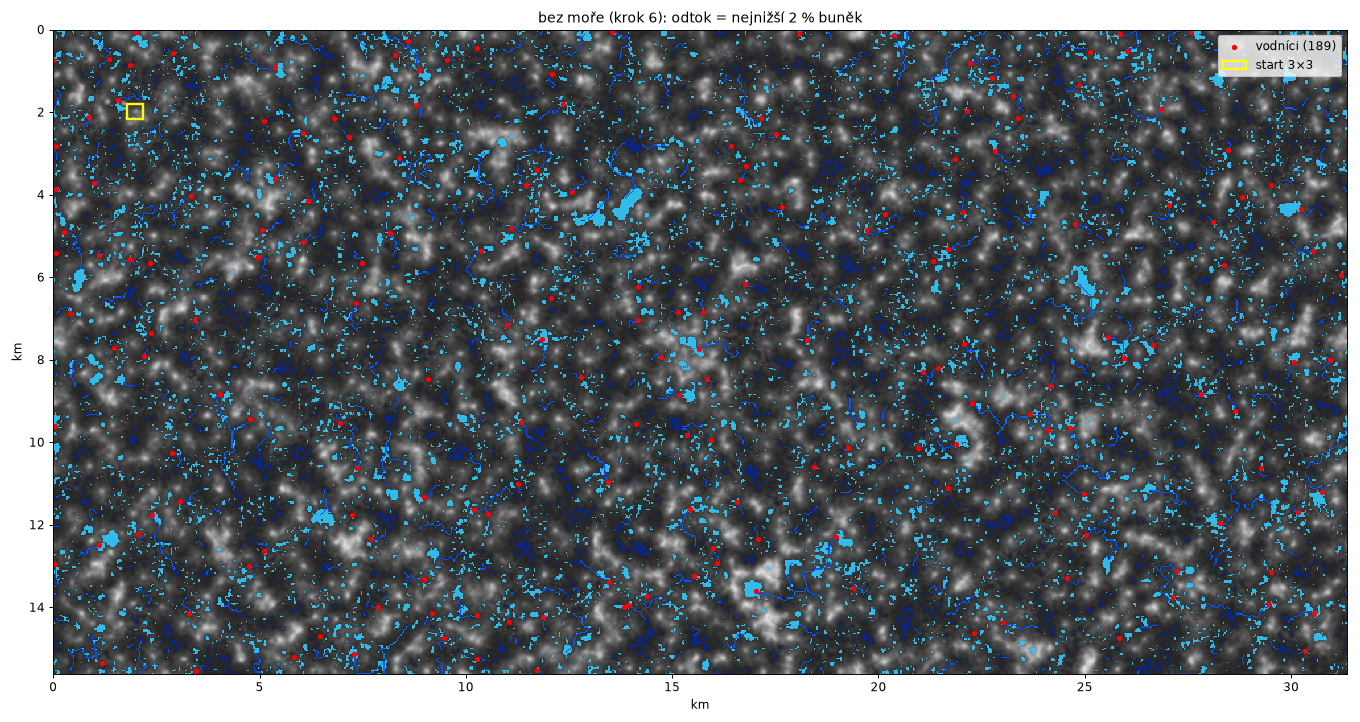 bez moře (krok 6): odtok = nejnižší 2 % buněk
vodníci (189)
start 3×3
km
0
2
4
6
8
10
12
14
0 5 10 15 20 25 30
km